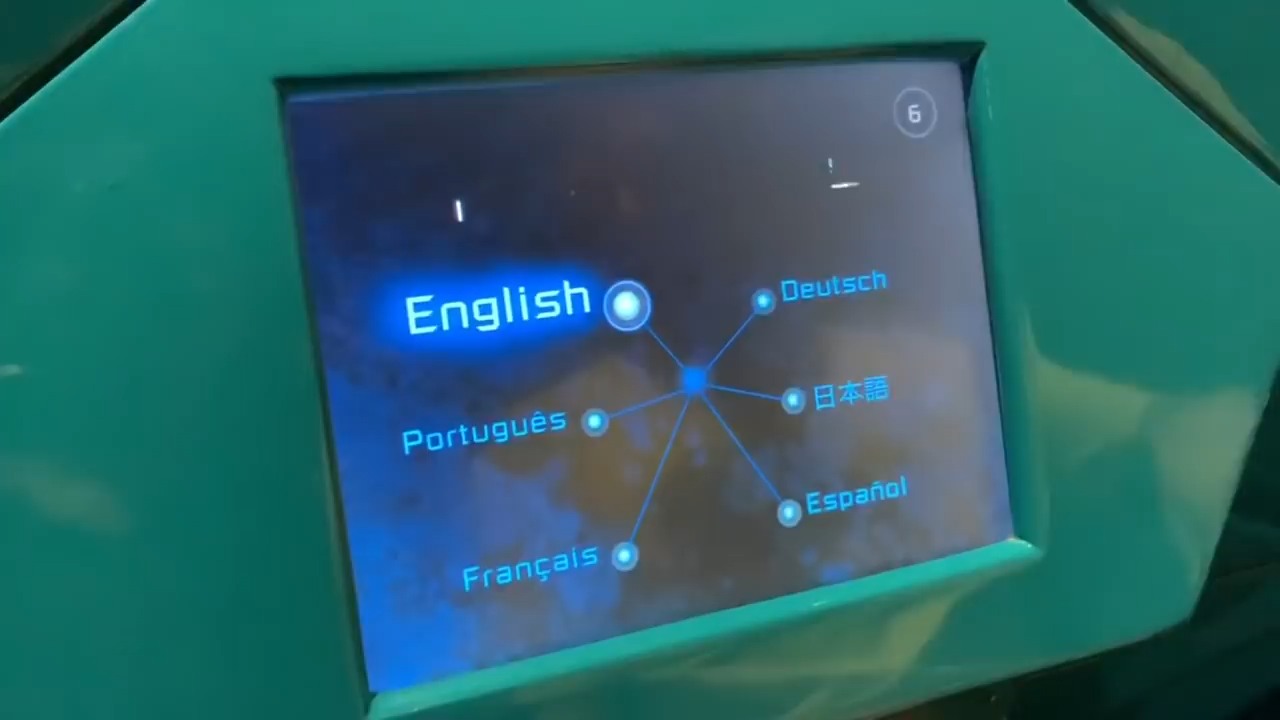 6
English
Deutsch
Português
日本語
Français
Español